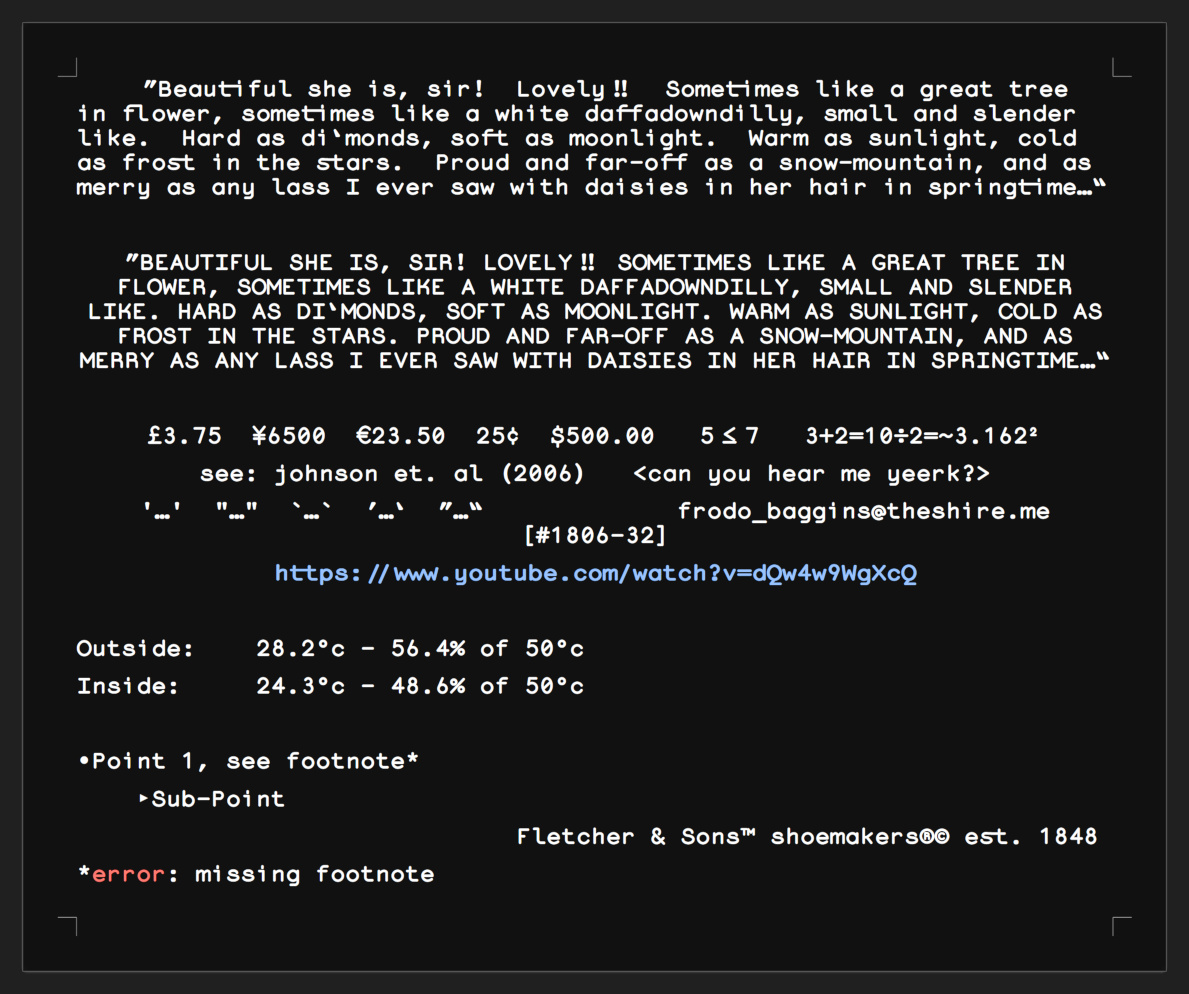 ″Beautiful she is, sir!  Lovely‼  Sometimes like a great tree
in flower, sometimes like a white daffadowndilly, small and slender
like.  Hard as di‵monds, soft as moonlight.  Warm as sunlight, cold
as frost in the stars.  Proud and far-off as a snow-mountain, and as
merry as any lass I ever saw with daisies in her hair in springtime…‶
″BEAUTIFUL SHE IS, SIR! LOVELY‼ SOMETIMES LIKE A GREAT TREE IN
FLOWER, SOMETIMES LIKE A WHITE DAFFADOWNDILLY, SMALL AND SLENDER
LIKE. HARD AS DI‵MONDS, SOFT AS MOONLIGHT. WARM AS SUNLIGHT, COLD AS
FROST IN THE STARS. PROUD AND FAR-OFF AS A SNOW-MOUNTAIN, AND AS
MERRY AS ANY LASS I EVER SAW WITH DAISIES IN HER HAIR IN SPRINGTIME…‶
£3.75  ¥6500  €23.50  25¢  $500.00   5≤7   3+2=10÷2=~3.162²
see: johnson et. al (2006)   <can you hear me yeerk?>
'…'  "…"  `…`  ′…‵  ″…‶  frodo_baggins@theshire.me
[#1806-32]
https://www.youtube.com/watch?v=dQw4w9WgXcQ
Outside:    28.2°c - 56.4% of 50°c
Inside:     24.3°c - 48.6% of 50°c
•Point 1, see footnote*
‣Sub-Point
Fletcher & Sons™ shoemakers®© est. 1848
*error: missing footnote